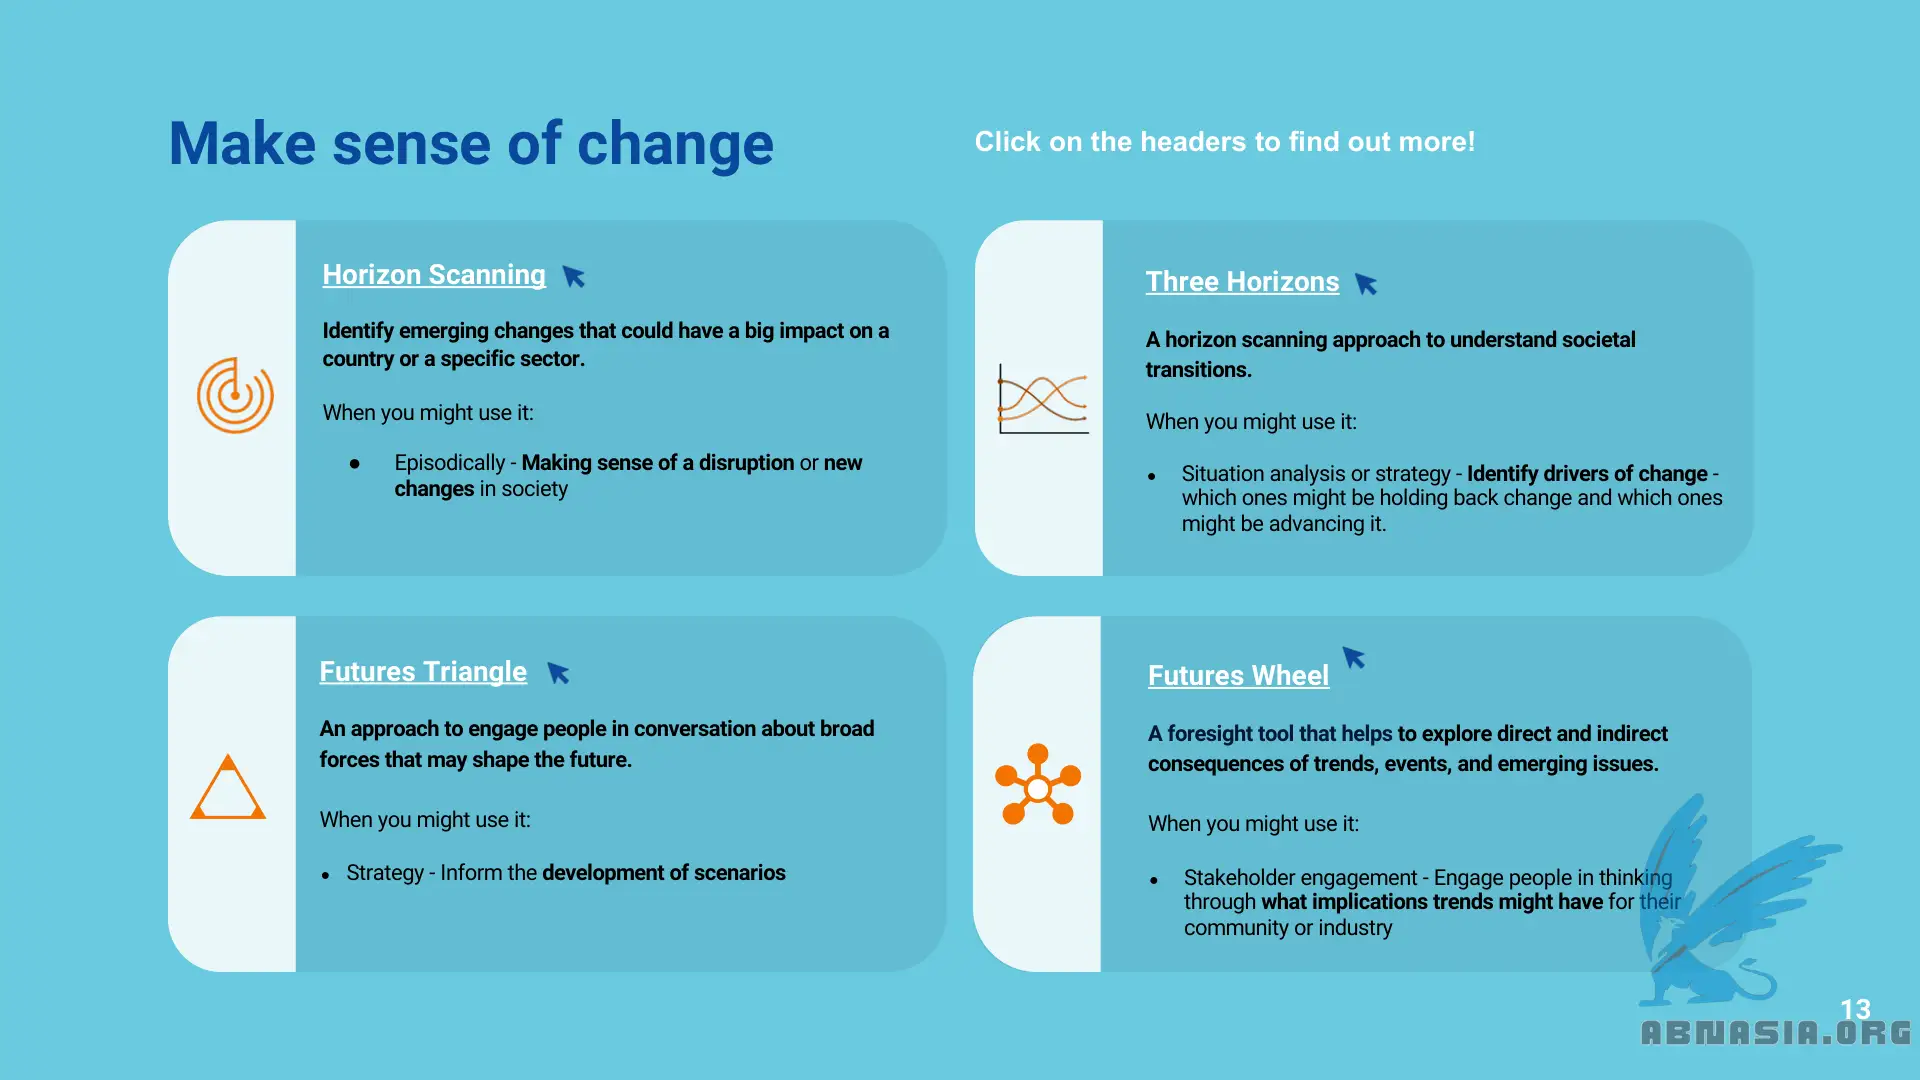 Make sense of change
Click on the headers to find out more!
Horizon Scanning
Identify emerging changes that could have a big impact on a
country or a specific sector.
When you might use it:
● Episodically - Making sense of a disruption or new
changes in society
Three Horizons
A horizon scanning approach to understand societal
transitions.
When you might use it:
● Situation analysis or strategy - Identify drivers of change -
which ones might be holding back change and which ones
might be advancing it.
Futures Triangle
An approach to engage people in conversation about broad
forces that may shape the future.
When you might use it:
● Strategy - Inform the development of scenarios
Futures Wheel
A foresight tool that helps to explore direct and indirect
consequences of trends, events, and emerging issues.
When you might use it:
● Stakeholder engagement - Engage people in thinking
through what implications trends might have for their
community or industry
13
ABNASIA.ORG